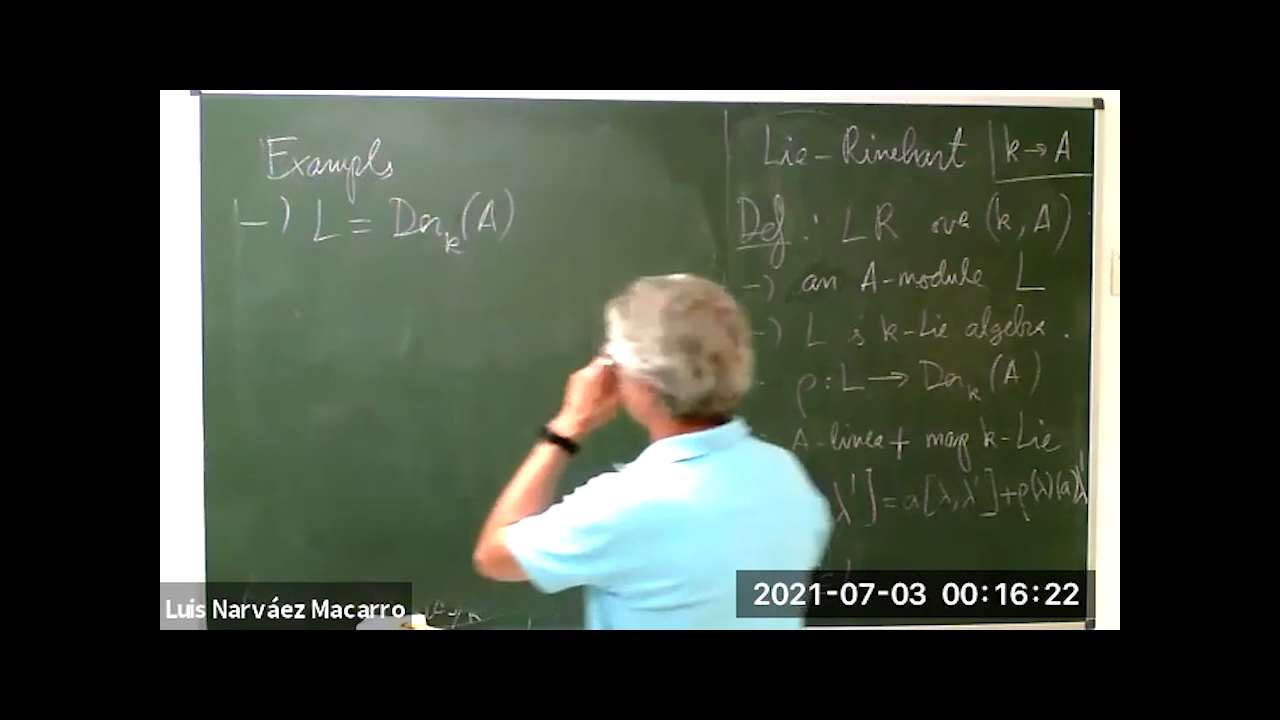 Exampls
-) L = Der_k(A)
Lie-Rinehart | k → A
Def : LR over (k, A)
-) an A-module L
-) L is k-Lie algebra.
ρ : L → Der_k(A)
A-linear + map k-Lie
λ'] = a[λ, λ'] + ρ(λ)(a)λ'
Luis Narváez Macarro
2021-07-03 00:16:22